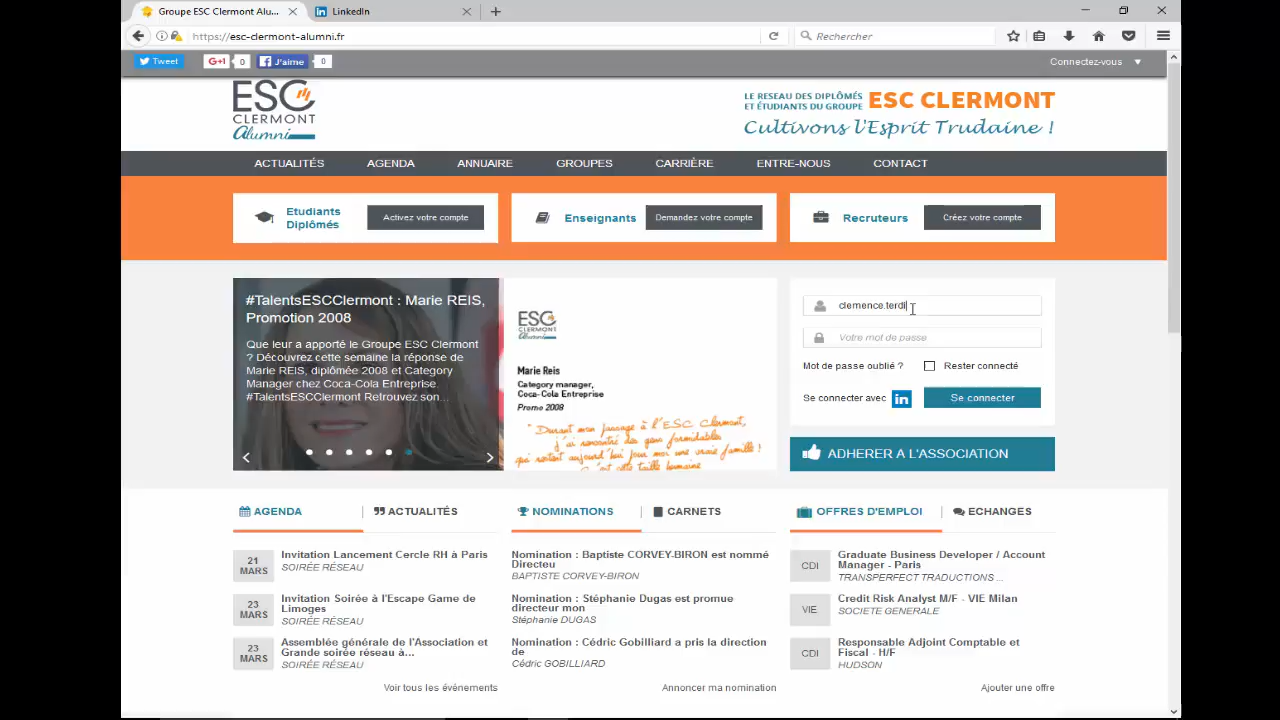 Groupe ESC Clermont Alu...
LinkedIn
https://esc-clermont-alumni.fr
Rechercher
Tweet
G+1
0
J'aime
0
Connectez-vous
ESC
CLERMONT
Alumni
LE RESEAU DES DIPLÔMÉS
ET ÉTUDIANTS DU GROUPE
ESC CLERMONT
Cultivons l'Esprit Trudaine !
ACTUALITÉS
AGENDA
ANNUAIRE
GROUPES
CARRIÈRE
ENTRE-NOUS
CONTACT
Etudiants
Diplômés
Activez votre compte
Enseignants
Demandez votre compte
Recruteurs
Créez votre compte
#TalentsESCClermont : Marie REIS,
Promotion 2008
Que leur a apporté le Groupe ESC Clermont
? Découvrez cette semaine la réponse de
Marie REIS, diplômée 2008 et Category
Manager chez Coca-Cola Entreprise.
#TalentsESCClermont Retrouvez son...
ESC
CLERMONT
Alumni
Marie Reis
Category manager,
Coca-Cola Entreprise
Promo 2008
" Durant mon passage à l'ESC Clermont,
j'ai rencontré des gens formidables
qui restent aujourd'hui pour moi une vraie famille !
C'est cette taille humaine
clemence.terdi
Votre mot de passe
Mot de passe oublié ?
Rester connecté
Se connecter avec
in
Se connecter
ADHERER A L'ASSOCIATION
AGENDA
ACTUALITÉS
NOMINATIONS
CARNETS
OFFRES D'EMPLOI
ECHANGES
21
MARS
Invitation Lancement Cercle RH à Paris
SOIRÉE RÉSEAU
23
MARS
Invitation Soirée à l'Escape Game de
Limoges
SOIRÉE RÉSEAU
23
MARS
Assemblée générale de l'Association et
Grande soirée réseau à...
SOIRÉE RÉSEAU
Voir tous les événements
Nomination : Baptiste CORVEY-BIRON est nommé
Directeu
BAPTISTE CORVEY-BIRON
Nomination : Stéphanie Dugas est promue
directeur mon
Stéphanie DUGAS
Nomination : Cédric Gobilliard a pris la direction
de
Cédric GOBILLIARD
Annoncer ma nomination
CDI
Graduate Business Developer / Account
Manager - Paris
TRANSPERFECT TRADUCTIONS ...
VIE
Credit Risk Analyst M/F - VIE Milan
SOCIETE GENERALE
CDI
Responsable Adjoint Comptable et
Fiscal - H/F
HUDSON
Ajouter une offre